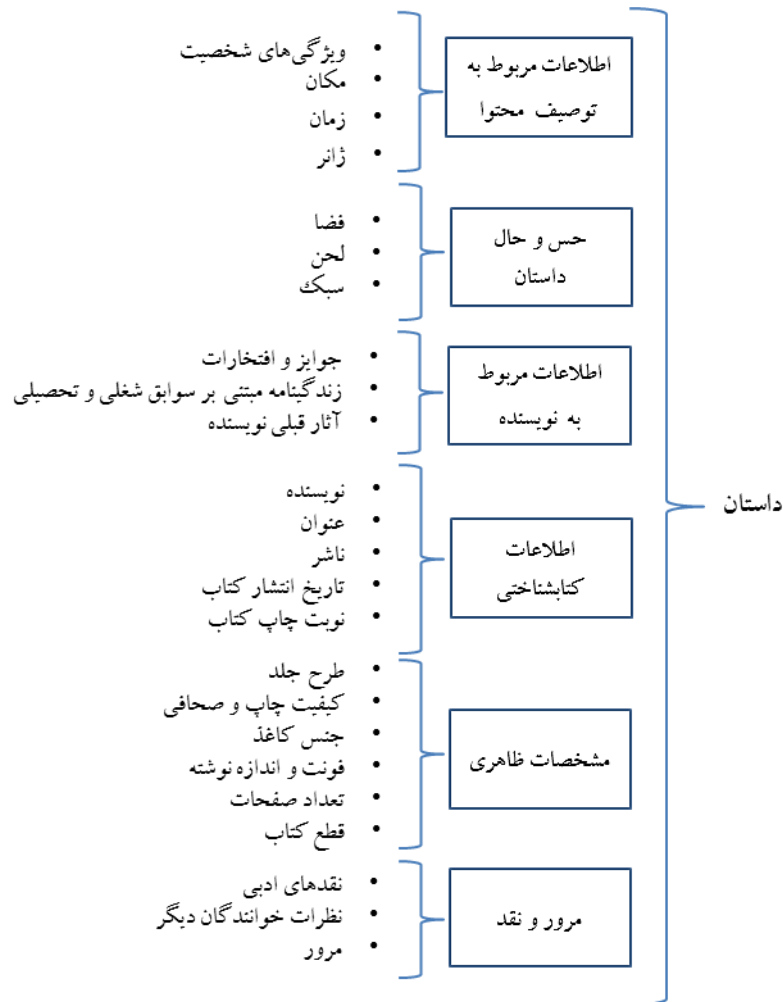 داستان
اطلاعات مربوط به
توصیف محتوا
• ویژگی‌های شخصیت
• مکان
• زمان
• ژانر
حس و حال
داستان
• فضا
• لحن
• سبک
اطلاعات مربوط
به نویسنده
• جوایز و افتخارات
• زندگینامه مبتنی بر سوابق شغلی و تحصیلی
• آثار قبلی نویسنده
اطلاعات
کتابشناختی
• نویسنده
• عنوان
• ناشر
• تاریخ انتشار کتاب
• نوبت چاپ کتاب
مشخصات ظاهری
• طرح جلد
• کیفیت چاپ و صحافی
• جنس کاغذ
• فونت و اندازه نوشته
• تعداد صفحات
• قطع کتاب
مرور و نقد
• نقدهای ادبی
• نظرات خوانندگان دیگر
• مرور